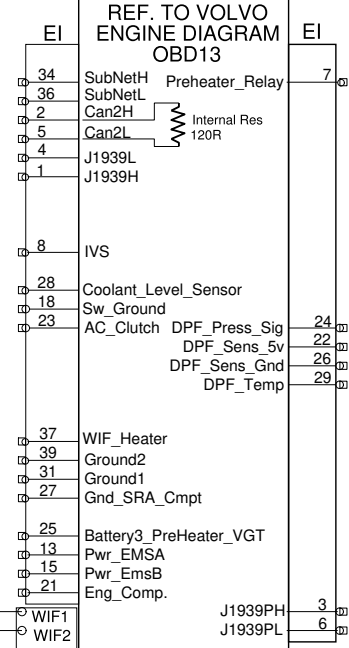 REF. TO VOLVO
EI ENGINE DIAGRAM EI
OBD13
34 SubNetH Preheater_Relay 7
36 SubNetL
2 Can2H
Internal Res
5 Can2L 120R
4 J1939L
1 J1939H
8 IVS
28 Coolant_Level_Sensor
18 Sw_Ground
23 AC_Clutch DPF_Press_Sig 24
DPF_Sens_5v 22
DPF_Sens_Gnd 26
DPF_Temp 29
37 WIF_Heater
39 Ground2
31 Ground1
27 Gnd_SRA_Cmpt
25 Battery3_PreHeater_VGT
13 Pwr_EMSA
15 Pwr_EmsB
21 Eng_Comp.
WIF1 J1939PH 3
WIF2 J1939PL 6